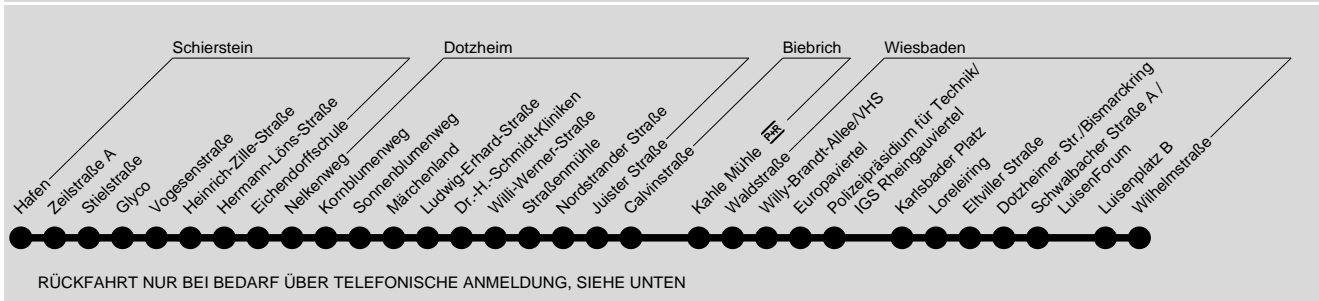 Schierstein
Dotzheim
Biebrich
Wiesbaden
Hafen
Zeilstraße A
Stielstraße
Glyco
Vogesenstraße
Heinrich-Zille-Straße
Hermann-Löns-Straße
Eichendorffschule
Nelkenweg
Kornblumenweg
Sonnenblumenweg
Märchenland
Ludwig-Erhard-Straße
Dr.-H.-Schmidt-Kliniken
Willi-Werner-Straße
Straßenmühle
Nordstrander Straße
Juister Straße
Calvinstraße
Kahle Mühle P+R
Waldstraße
Willy-Brandt-Allee/VHS
Europaviertel
Polizeipräsidium für Technik/
IGS Rheingauviertel
Karlsbader Platz
Loreleiring
Eltviller Straße
Dotzheimer Str./Bismarckring
Schwalbacher Straße A /
LuisenForum
Luisenplatz B
Wilhelmstraße
RÜCKFAHRT NUR BEI BEDARF ÜBER TELEFONISCHE ANMELDUNG, SIEHE UNTEN